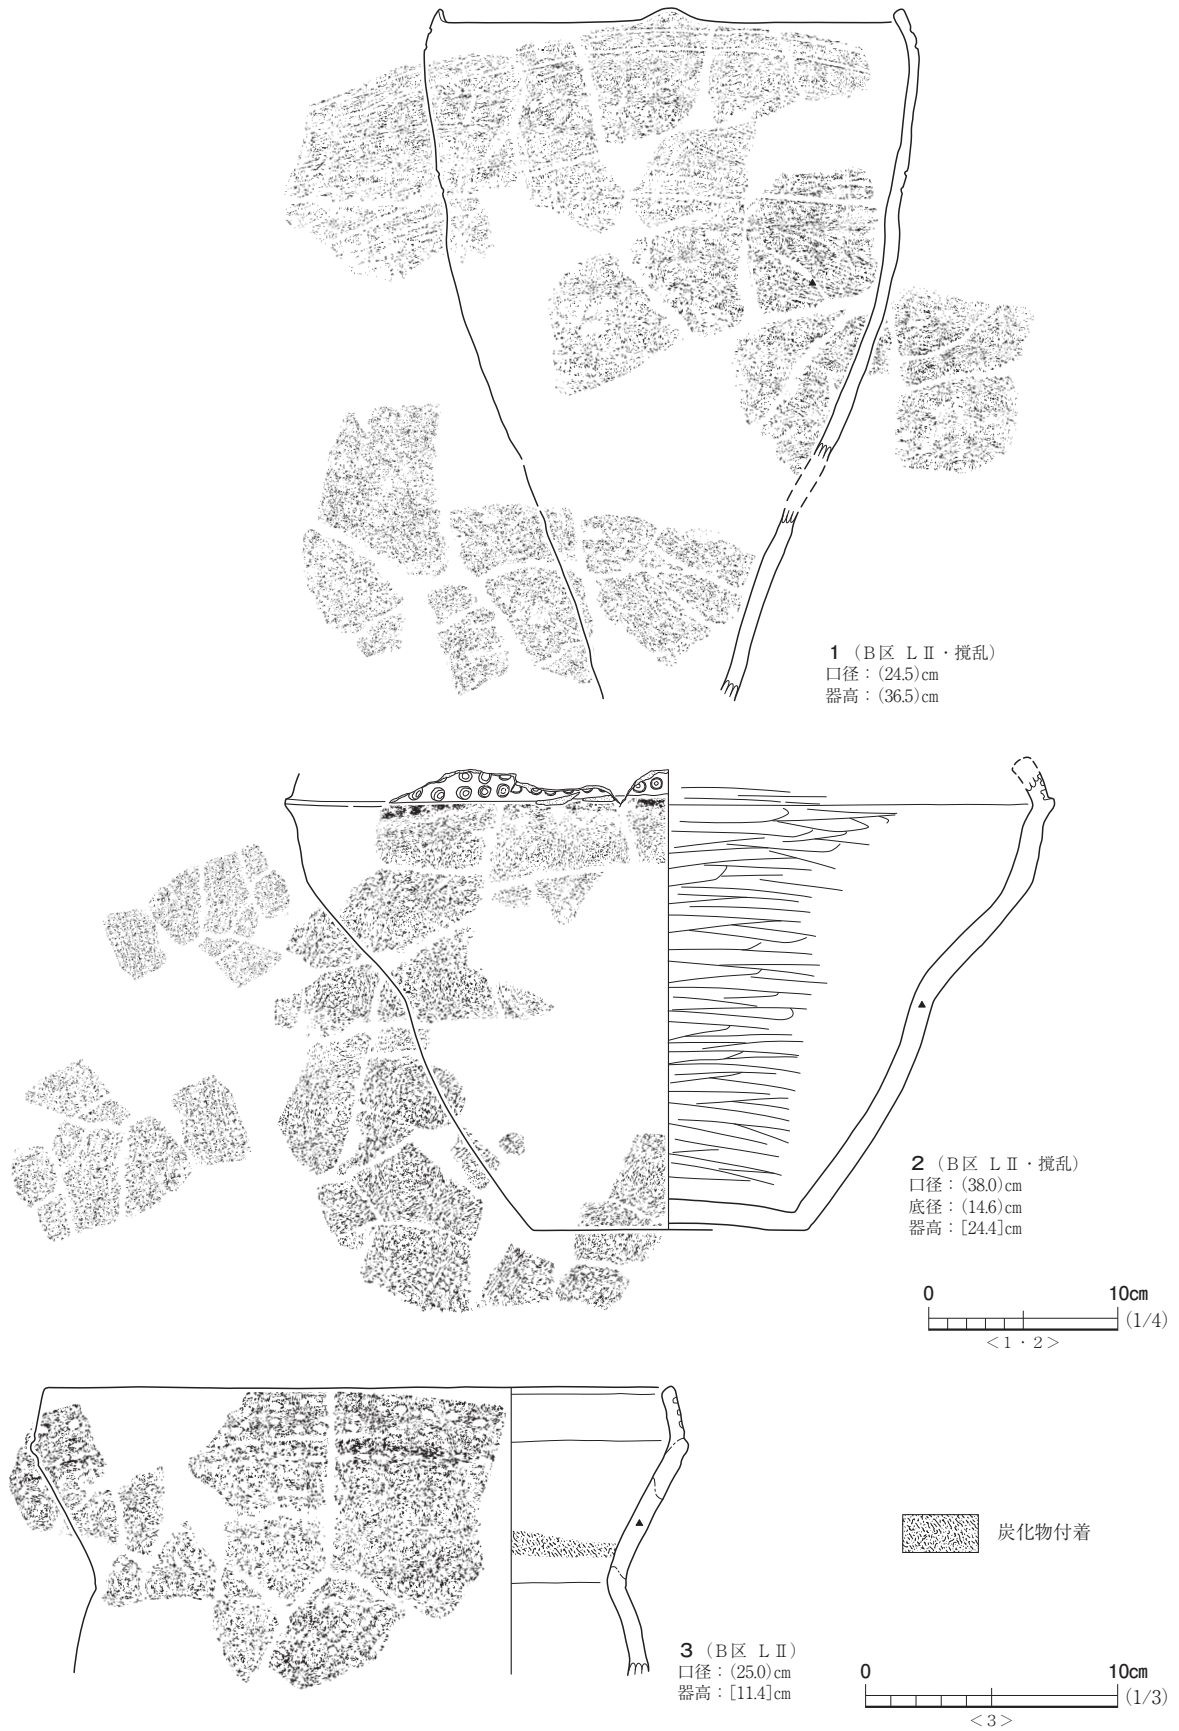 1 (B区 LⅡ・撹乱)
口径：(24.5)㎝
器高：(36.5)㎝
2 (B区 LⅡ・撹乱)
口径：(38.0)㎝
底径：(14.6)㎝
器高：[24.4]㎝
0 10㎝
(1/4)
＜1・2＞
炭化物付着
3 (B区 LⅡ)
口径：(25.0)㎝
器高：[11.4]㎝
0 10㎝
(1/3)
＜3＞